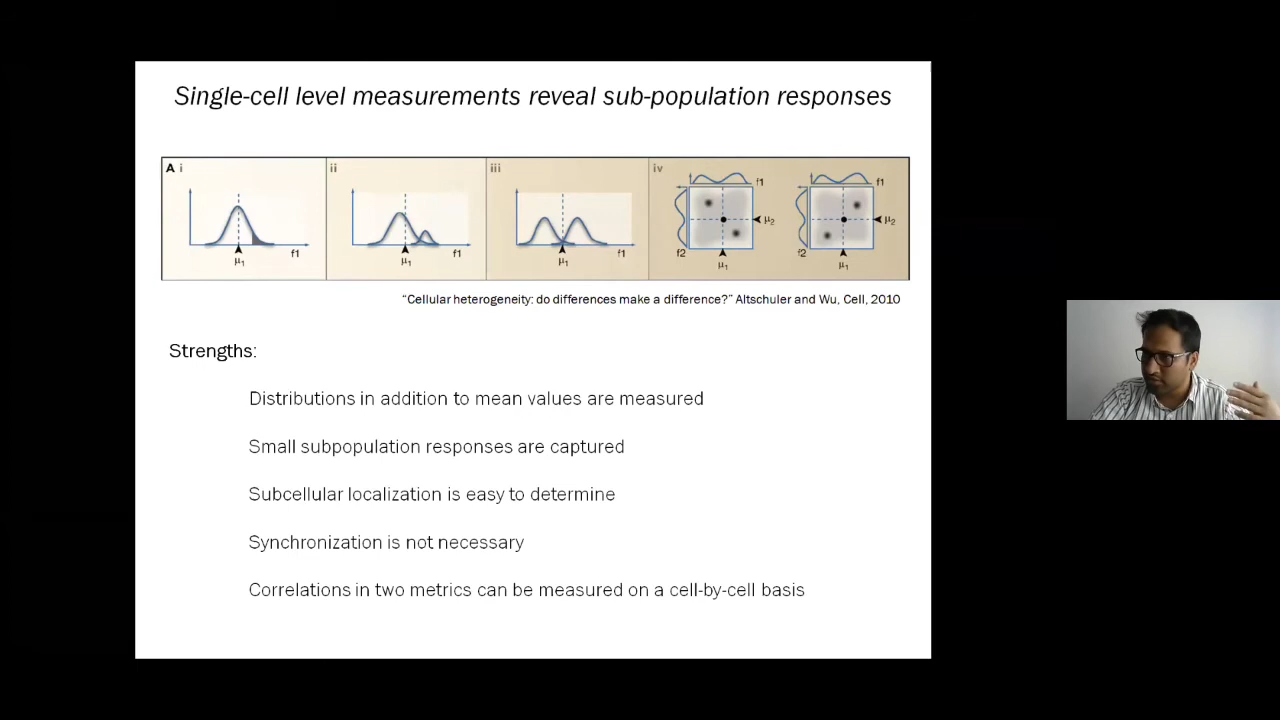 Single-cell level measurements reveal sub-population responses
A i
ii
iii
iv
f1
f1
μ2
μ2
f1
f1
f1
μ1
μ1
μ1
f2
μ1
f2
μ1
“Cellular heterogeneity: do differences make a difference?” Altschuler and Wu, Cell, 2010
Strengths:
Distributions in addition to mean values are measured
Small subpopulation responses are captured
Subcellular localization is easy to determine
Synchronization is not necessary
Correlations in two metrics can be measured on a cell-by-cell basis